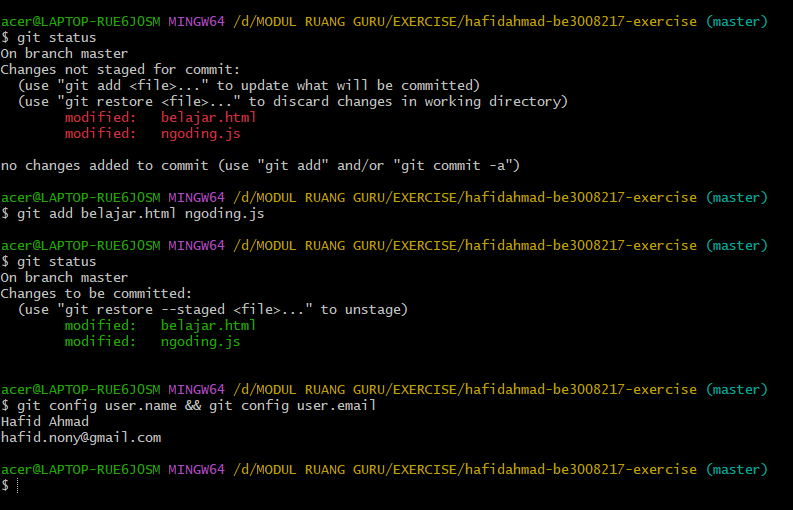 acer@LAPTOP-RUE6J0SM MINGW64 /d/MODUL RUANG GURU/EXERCISE/hafidahmad-be3008217-exercise (master)
$ git status
On branch master
Changes not staged for commit:
  (use "git add <file>..." to update what will be committed)
  (use "git restore <file>..." to discard changes in working directory)
        modified:   belajar.html
        modified:   ngoding.js

no changes added to commit (use "git add" and/or "git commit -a")

acer@LAPTOP-RUE6J0SM MINGW64 /d/MODUL RUANG GURU/EXERCISE/hafidahmad-be3008217-exercise (master)
$ git add belajar.html ngoding.js

acer@LAPTOP-RUE6J0SM MINGW64 /d/MODUL RUANG GURU/EXERCISE/hafidahmad-be3008217-exercise (master)
$ git status
On branch master
Changes to be committed:
  (use "git restore --staged <file>..." to unstage)
        modified:   belajar.html
        modified:   ngoding.js

acer@LAPTOP-RUE6J0SM MINGW64 /d/MODUL RUANG GURU/EXERCISE/hafidahmad-be3008217-exercise (master)
$ git config user.name && git config user.email
Hafid Ahmad
hafid.nony@gmail.com

acer@LAPTOP-RUE6J0SM MINGW64 /d/MODUL RUANG GURU/EXERCISE/hafidahmad-be3008217-exercise (master)
$